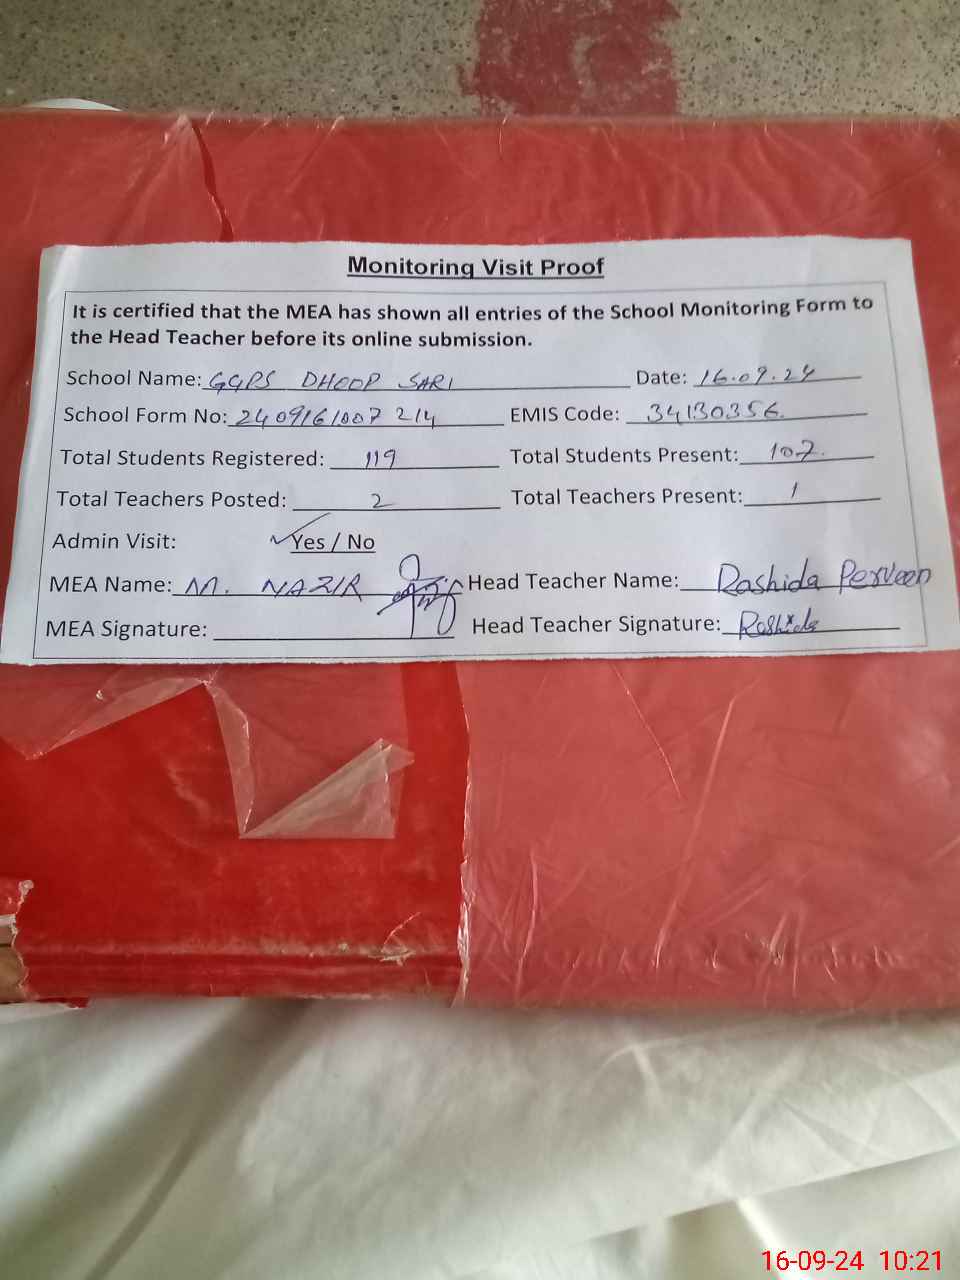 Monitoring Visit Proof
It is certified that the MEA has shown all entries of the School Monitoring Form to
the Head Teacher before its online submission.
School Name: GGPS DHOOP SARI Date: 16.09.24
School Form No: 2409161007 214 EMIS Code: 34130356
Total Students Registered: 119 Total Students Present: 107.
Total Teachers Posted: 2 Total Teachers Present: 1
Admin Visit: Yes / No
MEA Name: M. NAZIR Head Teacher Name: Rashida Perveen
MEA Signature: Head Teacher Signature: Rashida
16-09-24 10:21